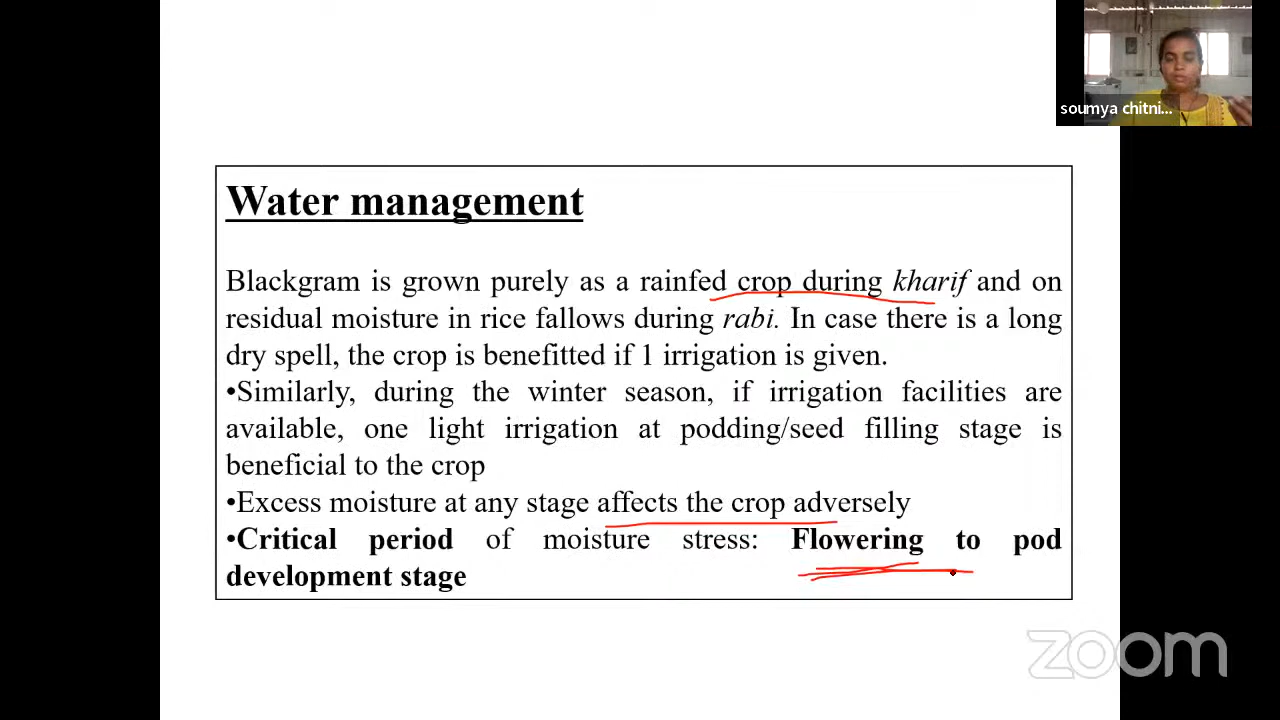 soumya chitni...
Water management
Blackgram is grown purely as a rainfed crop during kharif and on
residual moisture in rice fallows during rabi. In case there is a long
dry spell, the crop is benefitted if 1 irrigation is given.
•Similarly, during the winter season, if irrigation facilities are
available, one light irrigation at podding/seed filling stage is
beneficial to the crop
•Excess moisture at any stage affects the crop adversely
•Critical period of moisture stress: Flowering to pod
development stage
zoom